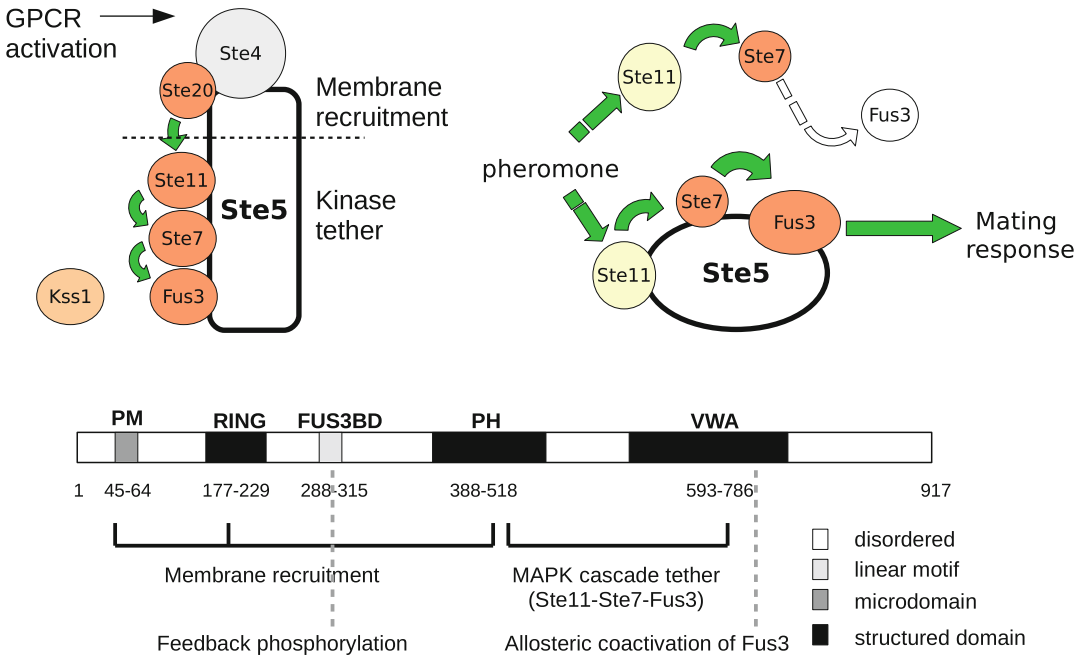 GPCR
activation
Ste4
Ste20
Membrane
recruitment
Ste11
Ste5
Kinase
tether
Ste7
Kss1
Fus3
Ste11
Ste7
Fus3
pheromone
Ste7
Fus3
Mating
response
Ste11
Ste5
PM
RING
FUS3BD
PH
VWA
1
45-64
177-229
288-315
388-518
593-786
917
Membrane recruitment
MAPK cascade tether
(Ste11-Ste7-Fus3)
Feedback phosphorylation
Allosteric coactivation of Fus3
disordered
linear motif
microdomain
structured domain